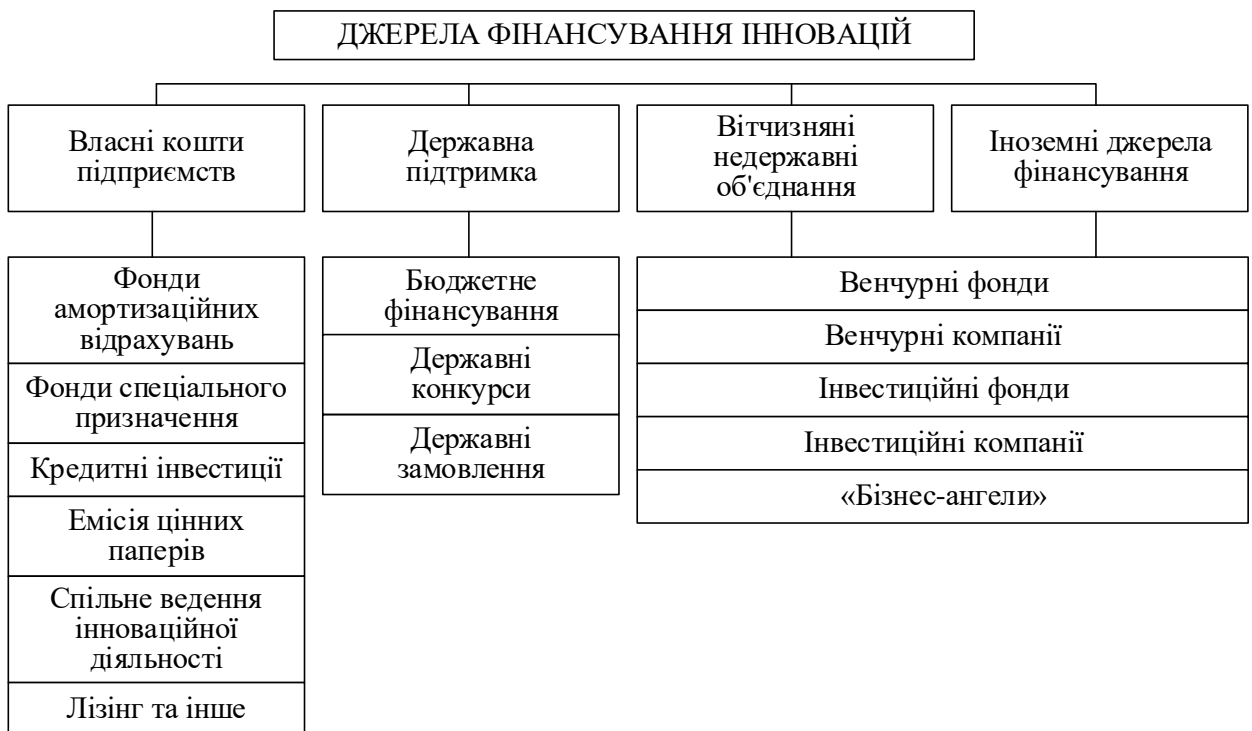 ДЖЕРЕЛА ФІНАНСУВАННЯ ІННОВАЦІЙ
Власні кошти
підприємств
Державна
підтримка
Вітчизняні
недержавні
об'єднання
Іноземні джерела
фінансування
Фонди
амортизаційних
відрахувань
Фонди спеціального
призначення
Кредитні інвестиції
Емісія цінних
паперів
Спільне ведення
інноваційної
діяльності
Лізінг та інше
Бюджетне
фінансування
Державні
конкурси
Державні
замовлення
Венчурні фонди
Венчурні компанії
Інвестиційні фонди
Інвестиційні компанії
«Бізнес-ангели»